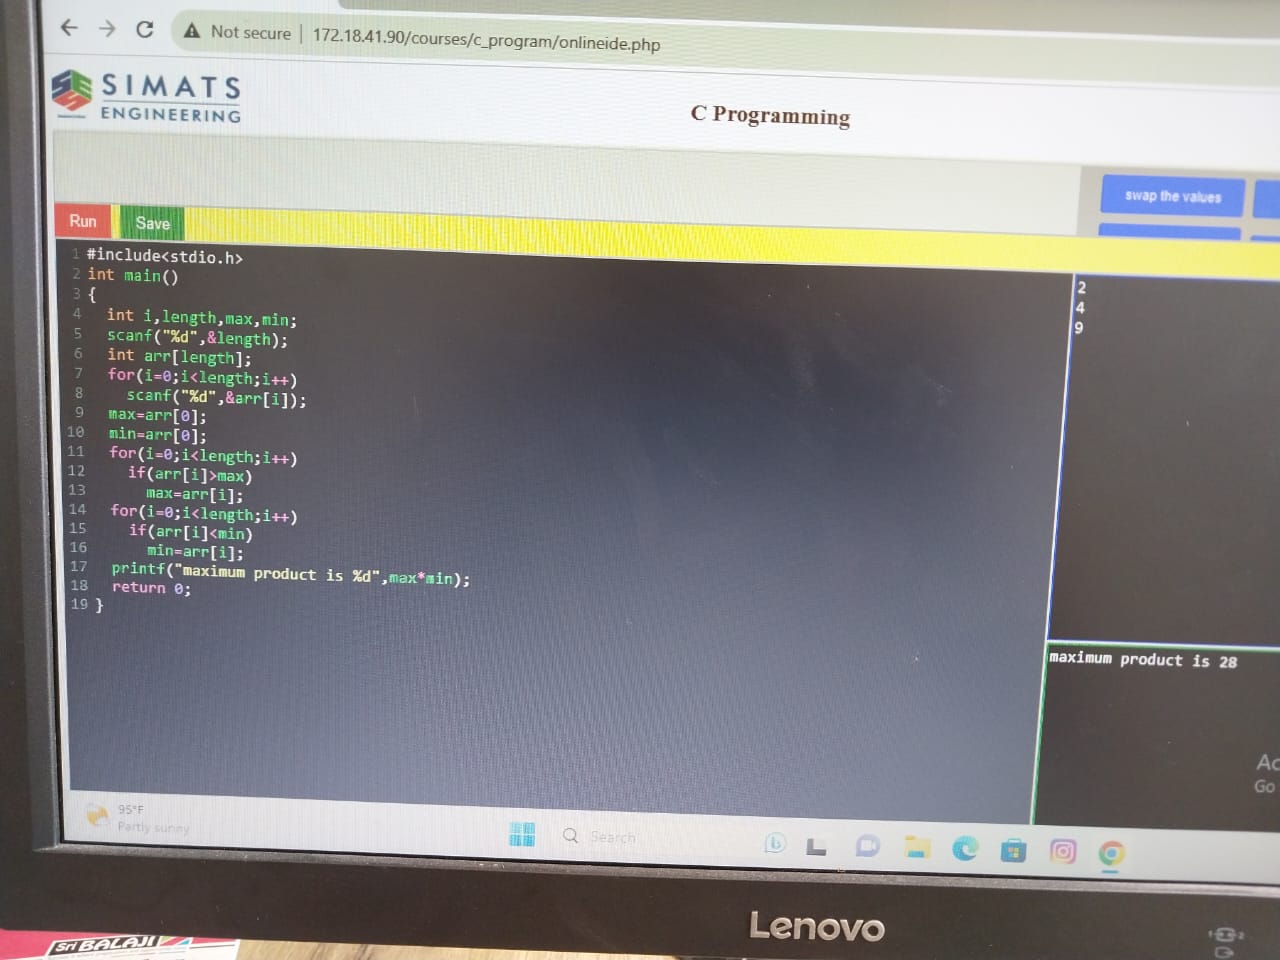 Not secure | 172.18.41.90/courses/c_program/onlineide.php
SIMATS
ENGINEERING
C Programming
swap the values
Run Save
1 #include<stdio.h>
2 int main()
3 {
4 int i,length,max,min;
5 scanf("%d",&length);
6 int arr[length];
7 for(i=0;i<length;i++)
8 scanf("%d",&arr[i]);
9 max=arr[0];
10 min=arr[0];
11 for(i=0;i<length;i++)
12 if(arr[i]>max)
13 max=arr[i];
14 for(i=0;i<length;i++)
15 if(arr[i]<min)
16 min=arr[i];
17 printf("maximum product is %d",max*min);
18 return 0;
19 }
2
4
9
maximum product is 28
Ac
Go
95°F
Partly sunny
Search
Lenovo
Sri BALAJI